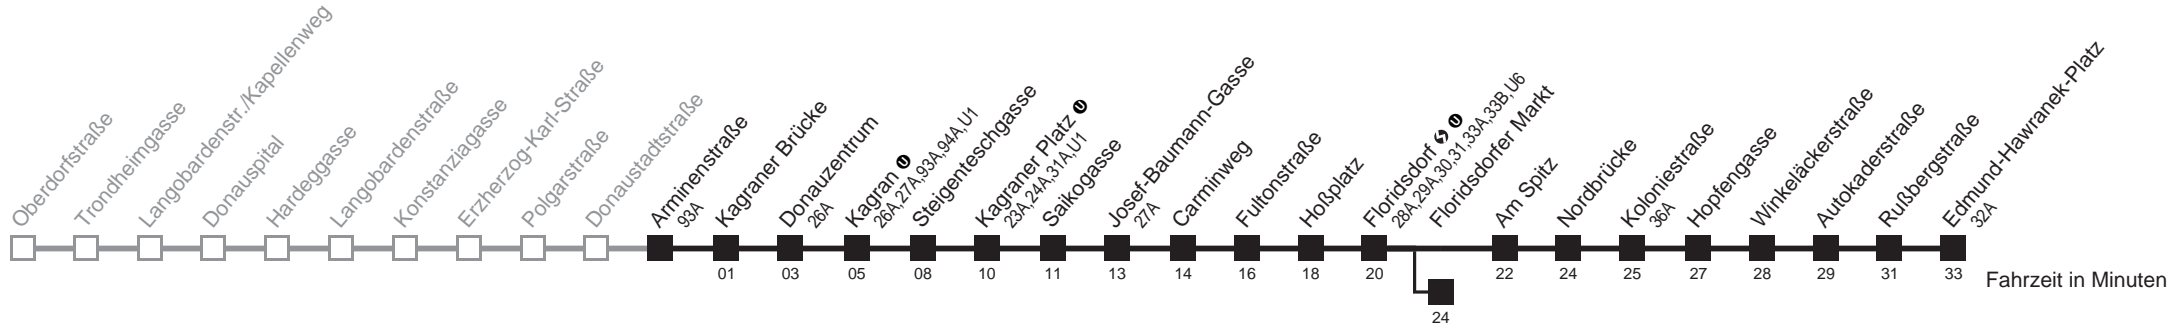 Oberdorfstraße
Trondheimgasse
Langobardenstr./Kapellenweg
Donauspital
Hardeggasse
Langobardenstraße
Konstanziagasse
Erzherzog-Karl-Straße
Polgarstraße
Donaustadtstraße
Arminenstraße
93A
Kagraner Brücke
01
Donauzentrum
26A
03
Kagran U
26A,27A,93A,94A,U1
05
Steigenteschgasse
08
Kagraner Platz U
23A,24A,31A,U1
10
Saikogasse
11
Josef-Baumann-Gasse
27A
13
Carminweg
14
Fultonstraße
16
Hoßplatz
18
Floridsdorf S U
28A,29A,30,31,33A,33B,U6
20
Floridsdorfer Markt
24
Am Spitz
22
Nordbrücke
24
Koloniestraße
36A
25
Hopfengasse
27
Winkeläckerstraße
28
Autokaderstraße
29
Rußbergstraße
31
Edmund-Hawranek-Platz
32A
33
Fahrzeit in Minuten